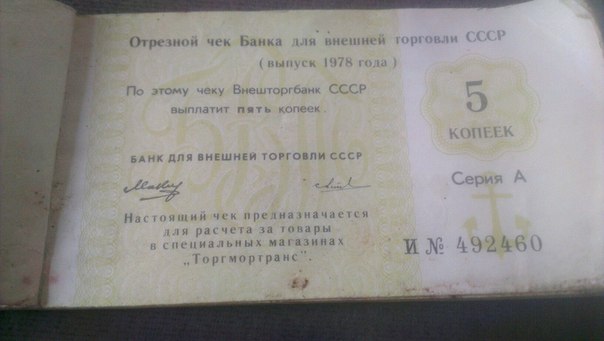 Отрезной чек Банка для внешней торговли СССР
(выпуск 1978 года)
По этому чеку Внешторгбанк СССР
выплатит пять копеек.
5
КОПЕЕК
БАНК ДЛЯ ВНЕШНЕЙ ТОРГОВЛИ СССР
Серия А
Настоящий чек предназначается
для расчета за товары
в специальных магазинах
„Торгмортранс".
И № 492460